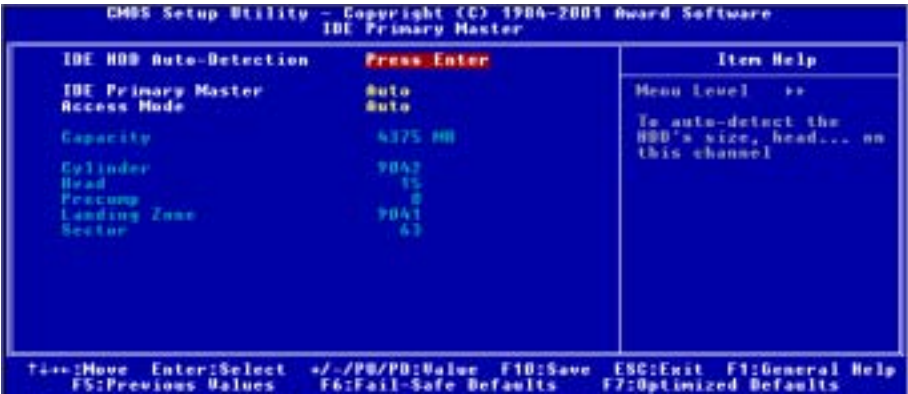 CMOS Setup Utility - Copyright (C) 1984-2001 Award Software
IDE Primary Master
IDE HDD Auto-Detection Press Enter
Item Help
IDE Primary Master Auto
Access Mode Auto
Menu Level ▸▸
Capacity 4375 MB
To auto-detect the
HDD's size, head... on
this channel
Cylinder 9042
Head 15
Precomp 0
Landing Zone 9041
Sector 63
↑↓→←:Move Enter:Select +/-/PU/PD:Value F10:Save ESC:Exit F1:General Help
F5:Previous Values F6:Fail-Safe Defaults F7:Optimized Defaults